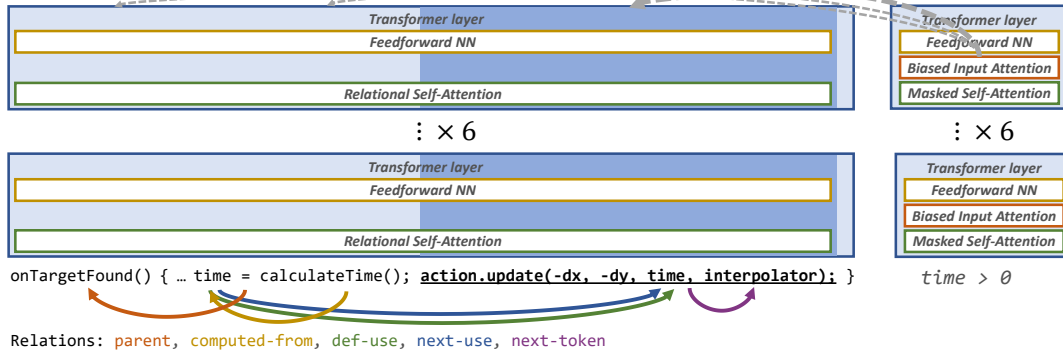 Transformer layer
Feedforward NN
Relational Self-Attention
Transformer layer
Feedforward NN
Biased Input Attention
Masked Self-Attention
⋮ × 6
⋮ × 6
Transformer layer
Feedforward NN
Relational Self-Attention
Transformer layer
Feedforward NN
Biased Input Attention
Masked Self-Attention
onTargetFound() { … time = calculateTime(); action.update(-dx, -dy, time, interpolator); }
time > 0
Relations: parent, computed-from, def-use, next-use, next-token